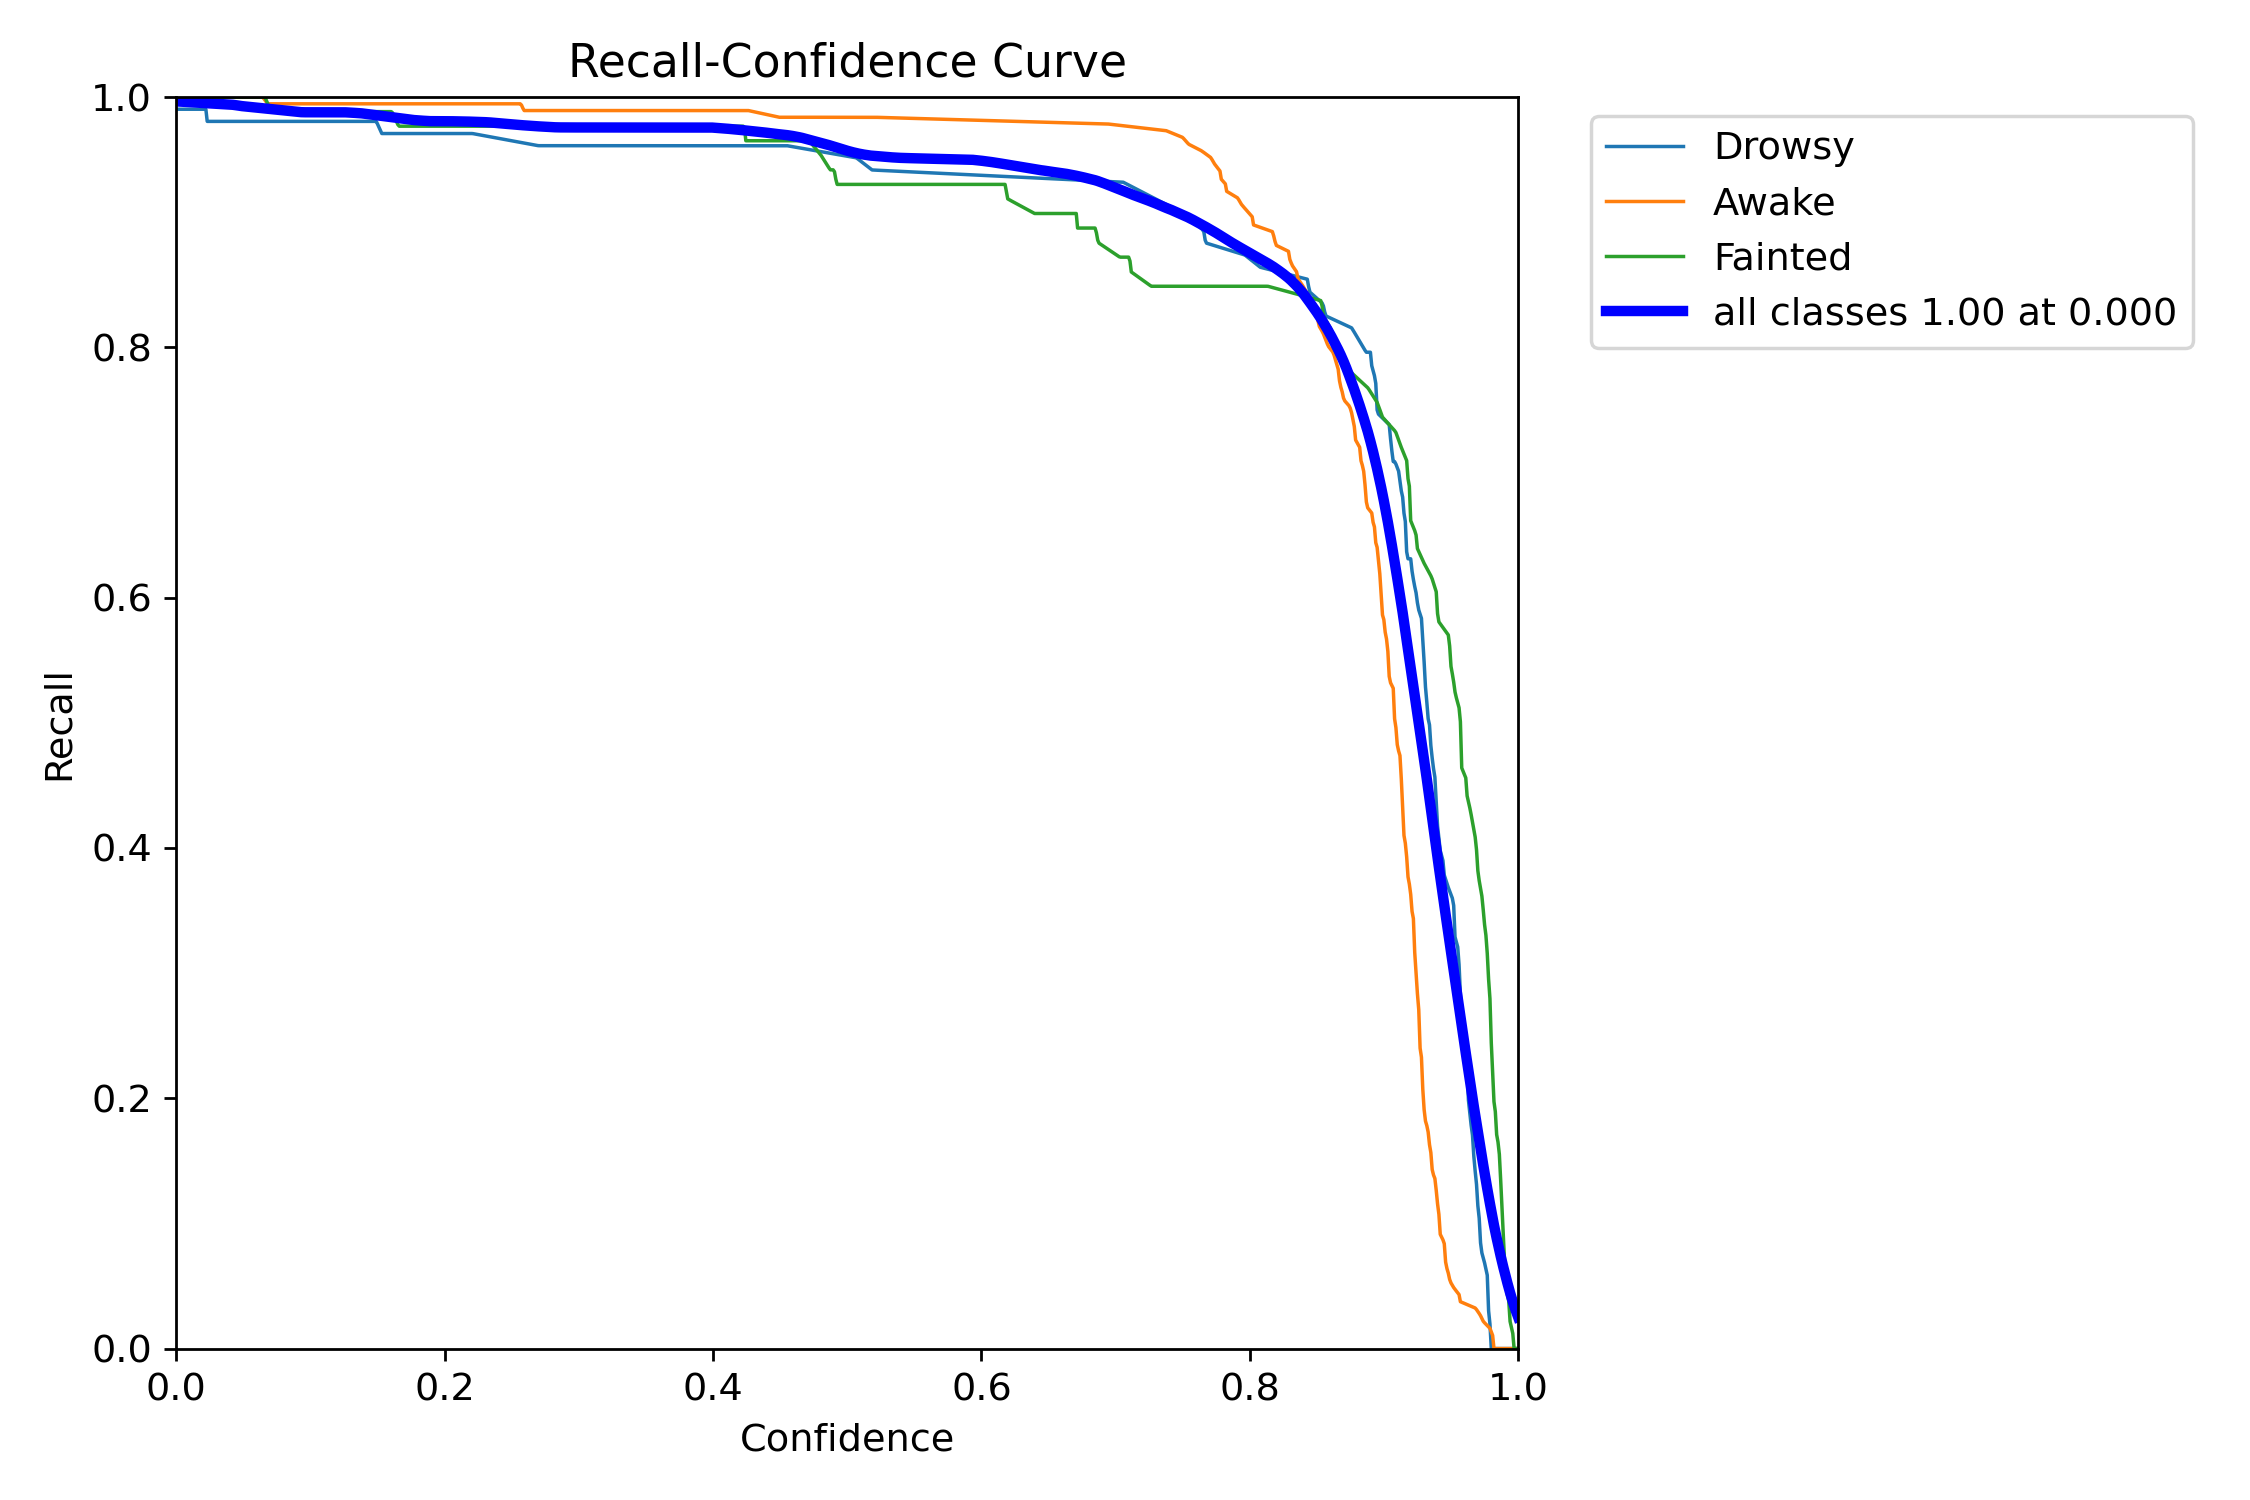 Recall-Confidence Curve
1.0
0.8
0.6
0.4
0.2
0.0
Recall
0.0 0.2 0.4 0.6 0.8 1.0
Confidence
Drowsy
Awake
Fainted
all classes 1.00 at 0.000